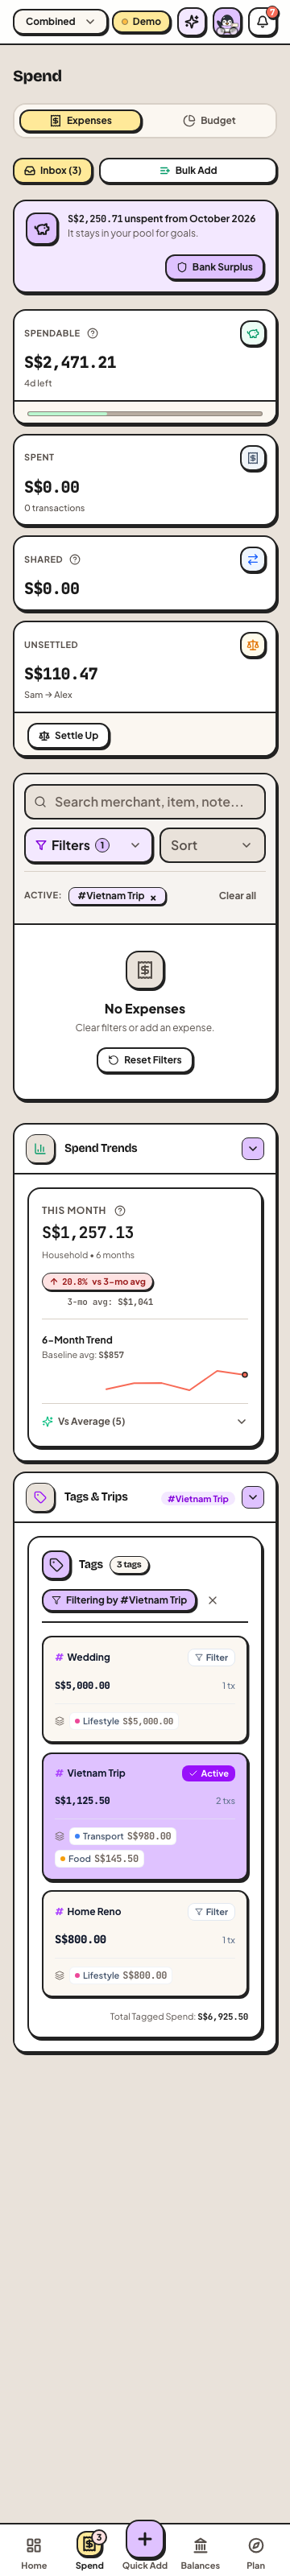 Combined
Demo
7
Spend
Expenses
Budget
Inbox (3)
Bulk Add
S$2,250.71 unspent from October 2026
It stays in your pool for goals.
Bank Surplus
SPENDABLE
S$2,471.21
4d left
SPENT
S$0.00
0 transactions
SHARED
S$0.00
UNSETTLED
S$110.47
Sam → Alex
Settle Up
Search merchant, item, note...
Filters 1
Sort
ACTIVE: #Vietnam Trip × Clear all
No Expenses
Clear filters or add an expense.
Reset Filters
Spend Trends
THIS MONTH
S$1,257.13
Household • 6 months
↑ 20.8% vs 3-mo avg
3-mo avg: S$1,041
6-Month Trend
Baseline avg: S$857
Vs Average (5)
Tags & Trips
#Vietnam Trip
Tags
3 tags
Filtering by #Vietnam Trip
# Wedding
Filter
S$5,000.00
1 tx
Lifestyle S$5,000.00
# Vietnam Trip
Active
S$1,125.50
2 txs
Transport S$980.00
Food S$145.50
# Home Reno
Filter
S$800.00
1 tx
Lifestyle S$800.00
Total Tagged Spend: S$6,925.50
3
Home
Spend
Quick Add
Balances
Plan